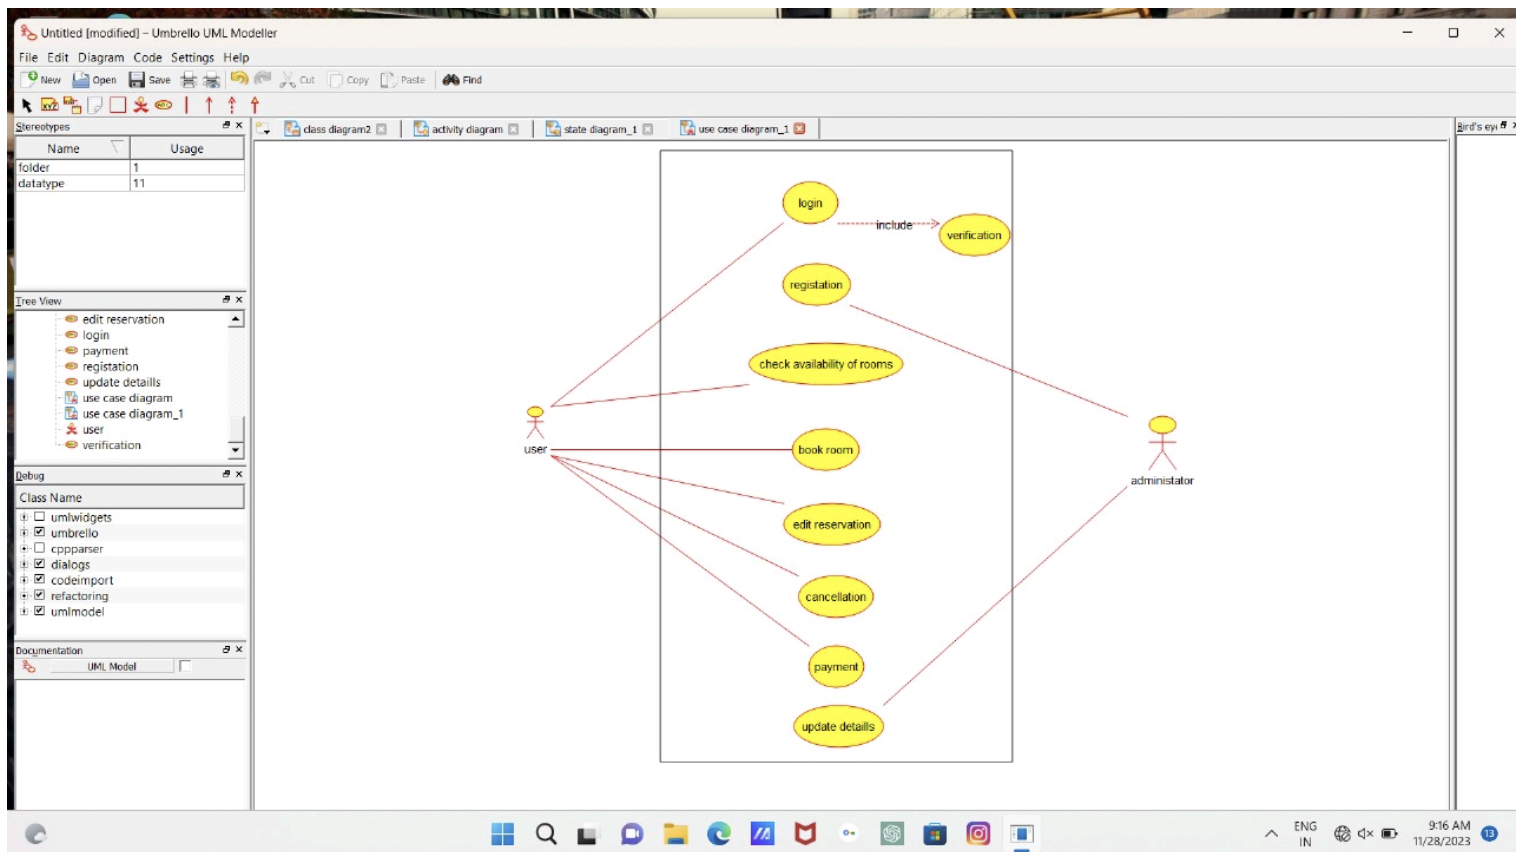 Untitled [modified] – Umbrello UML Modeller
File Edit Diagram Code Settings Help
New Open Save Cut Copy Paste Find
Stereotypes
class diagram2 activity diagram state diagram_1 use case diagram_1
Bird's eye
Name Usage
folder 1
datatype 11
Tree View
edit reservation
login
payment
registation
update detaills
use case diagram
use case diagram_1
user
verification
Debug
Class Name
umlwidgets
umbrello
cppparser
dialogs
codeimport
refactoring
umlmodel
Documentation
UML Model
login
include
verification
registation
check availability of rooms
user
book room
administator
edit reservation
cancellation
payment
update detaills
ENG
IN
9:16 AM
11/28/2023
13